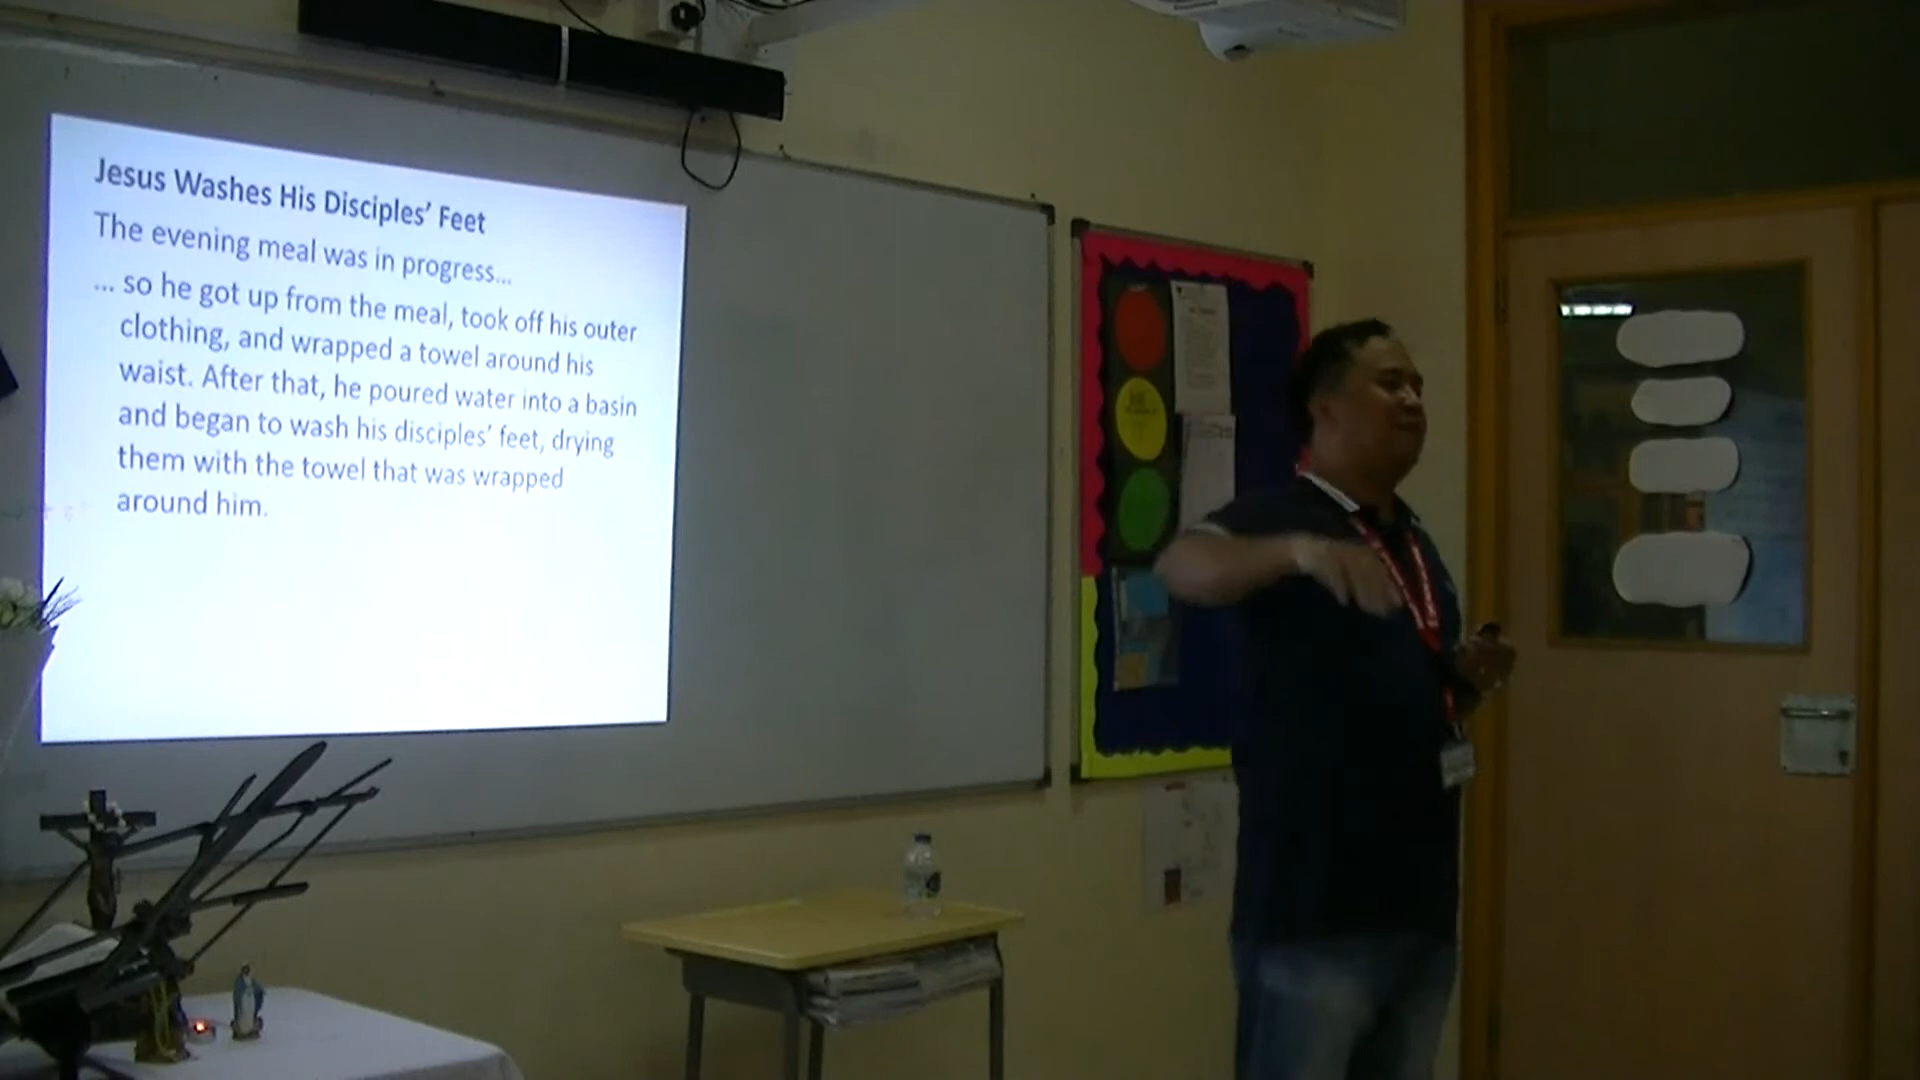 Jesus Washes His Disciples’ Feet
The evening meal was in progress...
... so he got up from the meal, took off his outer
clothing, and wrapped a towel around his
waist. After that, he poured water into a basin
and began to wash his disciples’ feet, drying
them with the towel that was wrapped
around him.